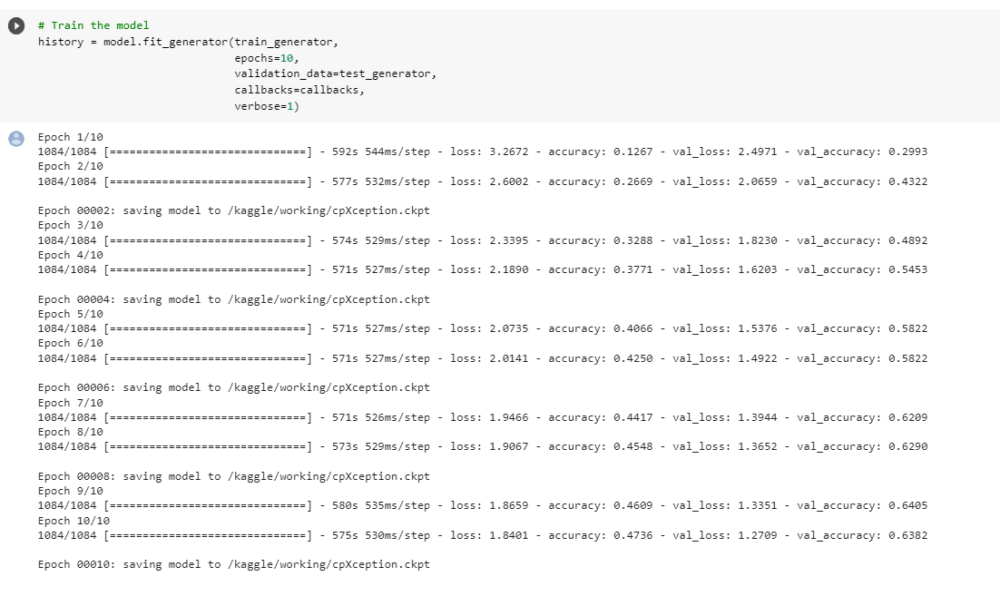 # Train the model
history = model.fit_generator(train_generator,
epochs=10,
validation_data=test_generator,
callbacks=callbacks,
verbose=1)
Epoch 1/10
1084/1084 [==============================] - 592s 544ms/step - loss: 3.2672 - accuracy: 0.1267 - val_loss: 2.4971 - val_accuracy: 0.2993
Epoch 2/10
1084/1084 [==============================] - 577s 532ms/step - loss: 2.6002 - accuracy: 0.2669 - val_loss: 2.0659 - val_accuracy: 0.4322
Epoch 00002: saving model to /kaggle/working/cpXception.ckpt
Epoch 3/10
1084/1084 [==============================] - 574s 529ms/step - loss: 2.3395 - accuracy: 0.3288 - val_loss: 1.8230 - val_accuracy: 0.4892
Epoch 4/10
1084/1084 [==============================] - 571s 527ms/step - loss: 2.1890 - accuracy: 0.3771 - val_loss: 1.6203 - val_accuracy: 0.5453
Epoch 00004: saving model to /kaggle/working/cpXception.ckpt
Epoch 5/10
1084/1084 [==============================] - 571s 527ms/step - loss: 2.0735 - accuracy: 0.4066 - val_loss: 1.5376 - val_accuracy: 0.5822
Epoch 6/10
1084/1084 [==============================] - 571s 527ms/step - loss: 2.0141 - accuracy: 0.4250 - val_loss: 1.4922 - val_accuracy: 0.5822
Epoch 00006: saving model to /kaggle/working/cpXception.ckpt
Epoch 7/10
1084/1084 [==============================] - 571s 526ms/step - loss: 1.9466 - accuracy: 0.4417 - val_loss: 1.3944 - val_accuracy: 0.6209
Epoch 8/10
1084/1084 [==============================] - 573s 529ms/step - loss: 1.9067 - accuracy: 0.4548 - val_loss: 1.3652 - val_accuracy: 0.6290
Epoch 00008: saving model to /kaggle/working/cpXception.ckpt
Epoch 9/10
1084/1084 [==============================] - 580s 535ms/step - loss: 1.8659 - accuracy: 0.4609 - val_loss: 1.3351 - val_accuracy: 0.6405
Epoch 10/10
1084/1084 [==============================] - 575s 530ms/step - loss: 1.8401 - accuracy: 0.4736 - val_loss: 1.2709 - val_accuracy: 0.6382
Epoch 00010: saving model to /kaggle/working/cpXception.ckpt